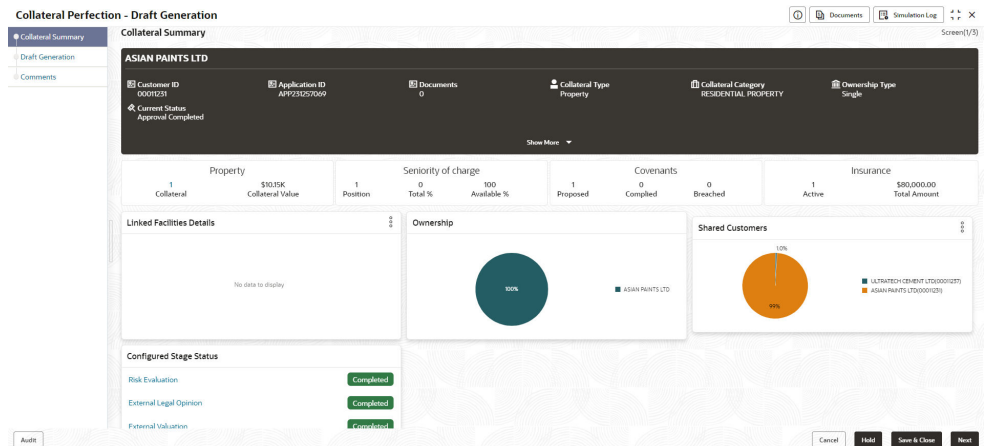 Collateral Perfection - Draft Generation
Documents
Simulation Log
Collateral Summary
Draft Generation
Comments
Collateral Summary
Screen(1/3)
ASIAN PAINTS LTD
Customer ID
00011231
Application ID
APP231257069
Documents
0
Collateral Type
Property
Collateral Category
RESIDENTIAL PROPERTY
Ownership Type
Single
Current Status
Approval Completed
Show More
Property
1
Collateral
$10.15K
Collateral Value
Seniority of charge
1
Position
0
Total %
100
Available %
Covenants
1
Proposed
0
Complied
0
Breached
Insurance
1
Active
$80,000.00
Total Amount
Linked Facilities Details
No data to display
Ownership
100%
ASIAN PAINTS LTD
Shared Customers
1.0%
99%
ULTRATECH CEMENT LTD(00011237)
ASIAN PAINTS LTD(00011231)
Configured Stage Status
Risk Evaluation
Completed
External Legal Opinion
Completed
External Valuation
Completed
Audit
Cancel
Hold
Save & Close
Next